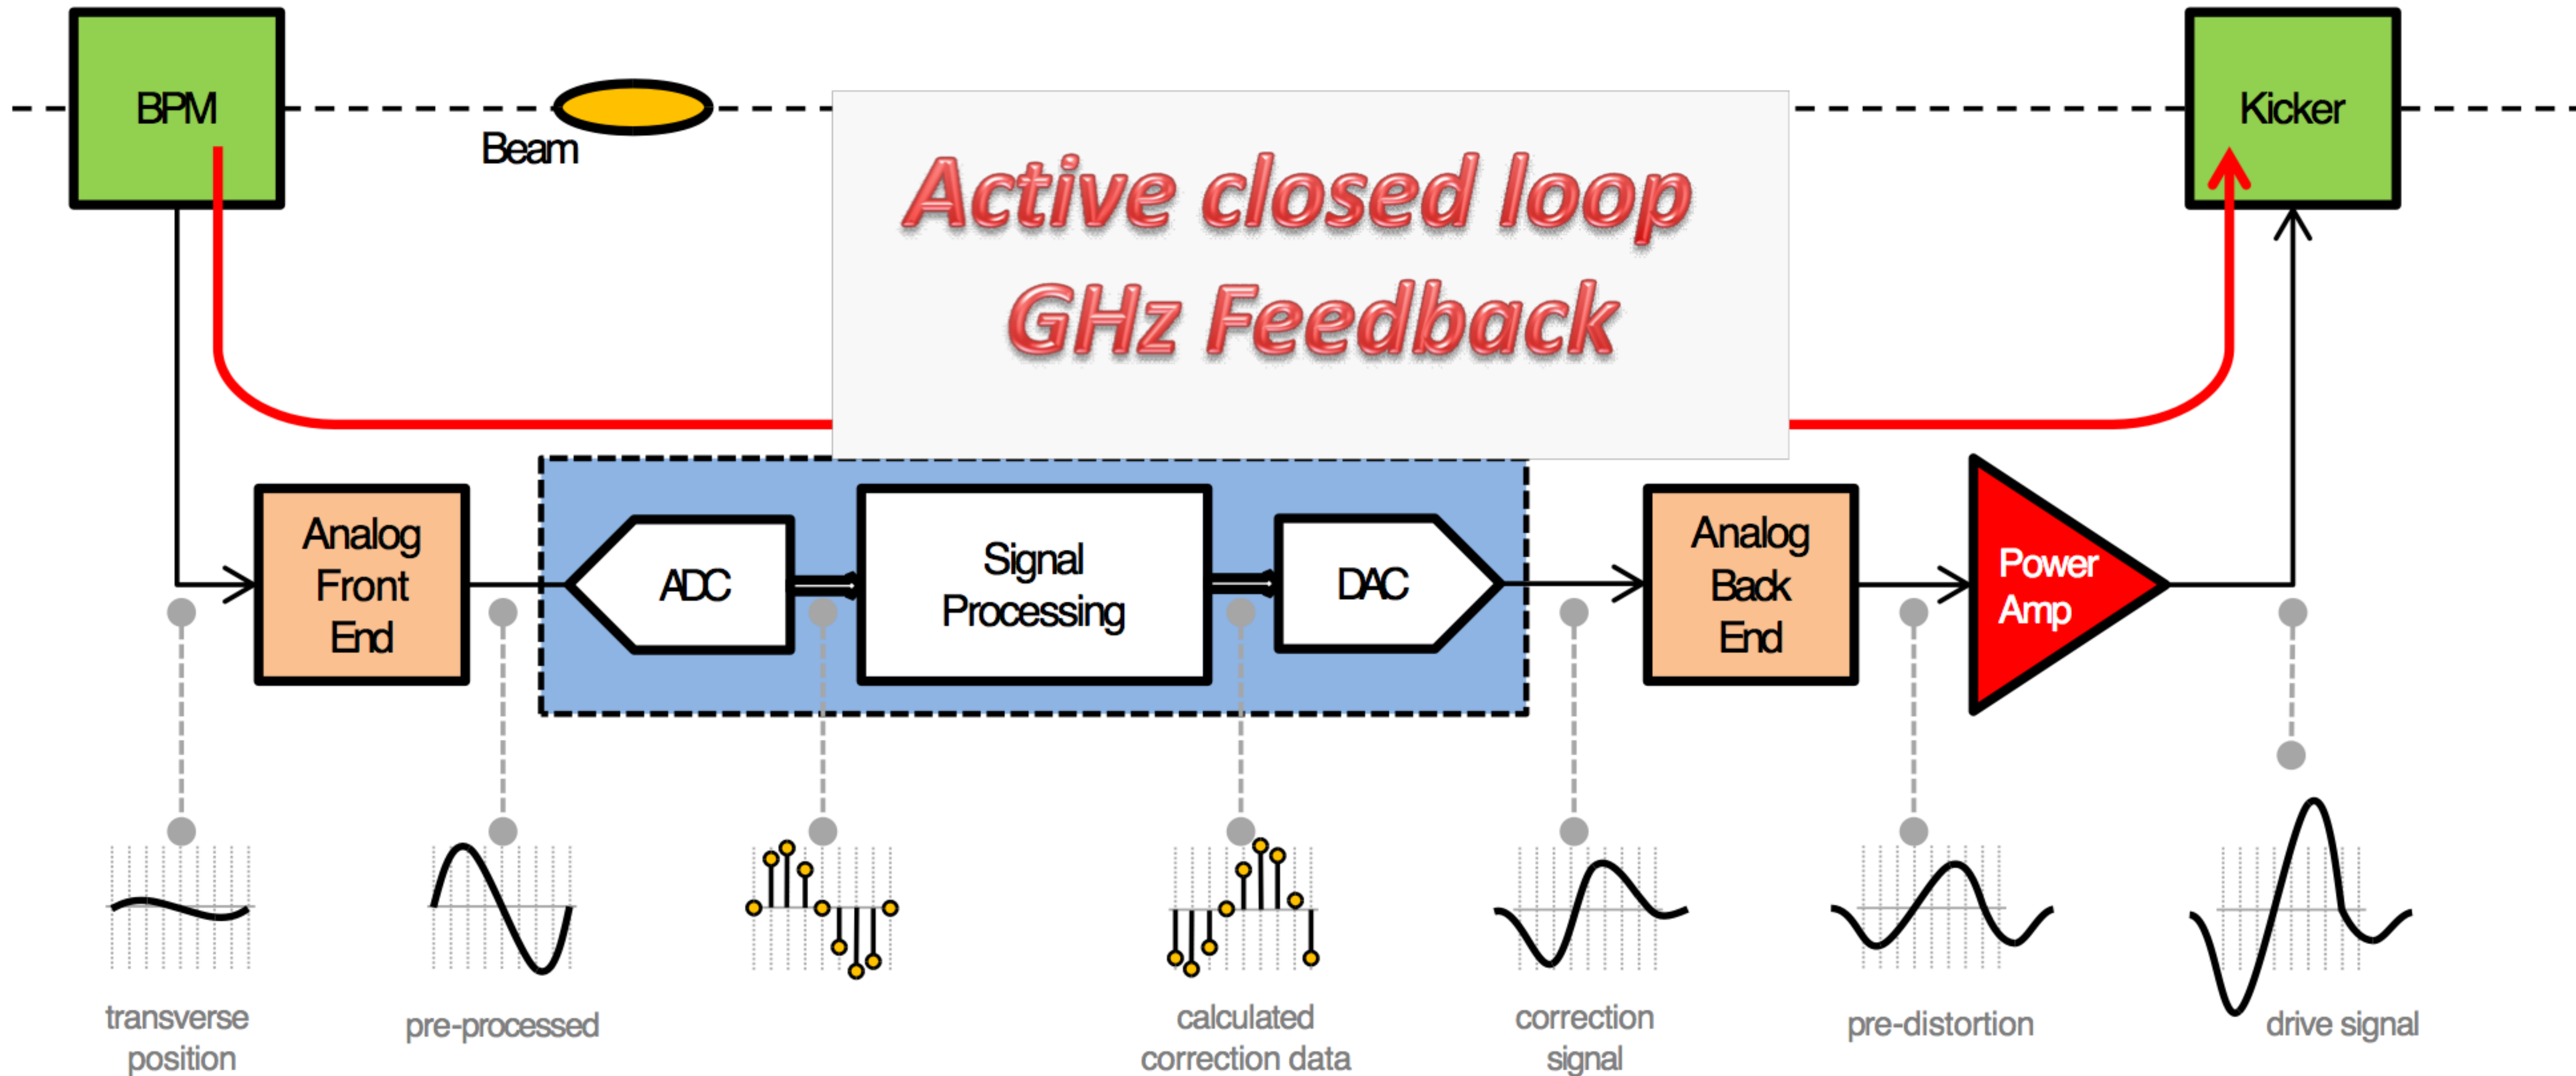 BPM
Beam
Active closed loop
GHz Feedback
Kicker
Analog
Front
End
ADC
Signal
Processing
DAC
Analog
Back
End
Power
Amp
transverse
position
pre-processed
calculated
correction data
correction
signal
pre-distortion
drive signal